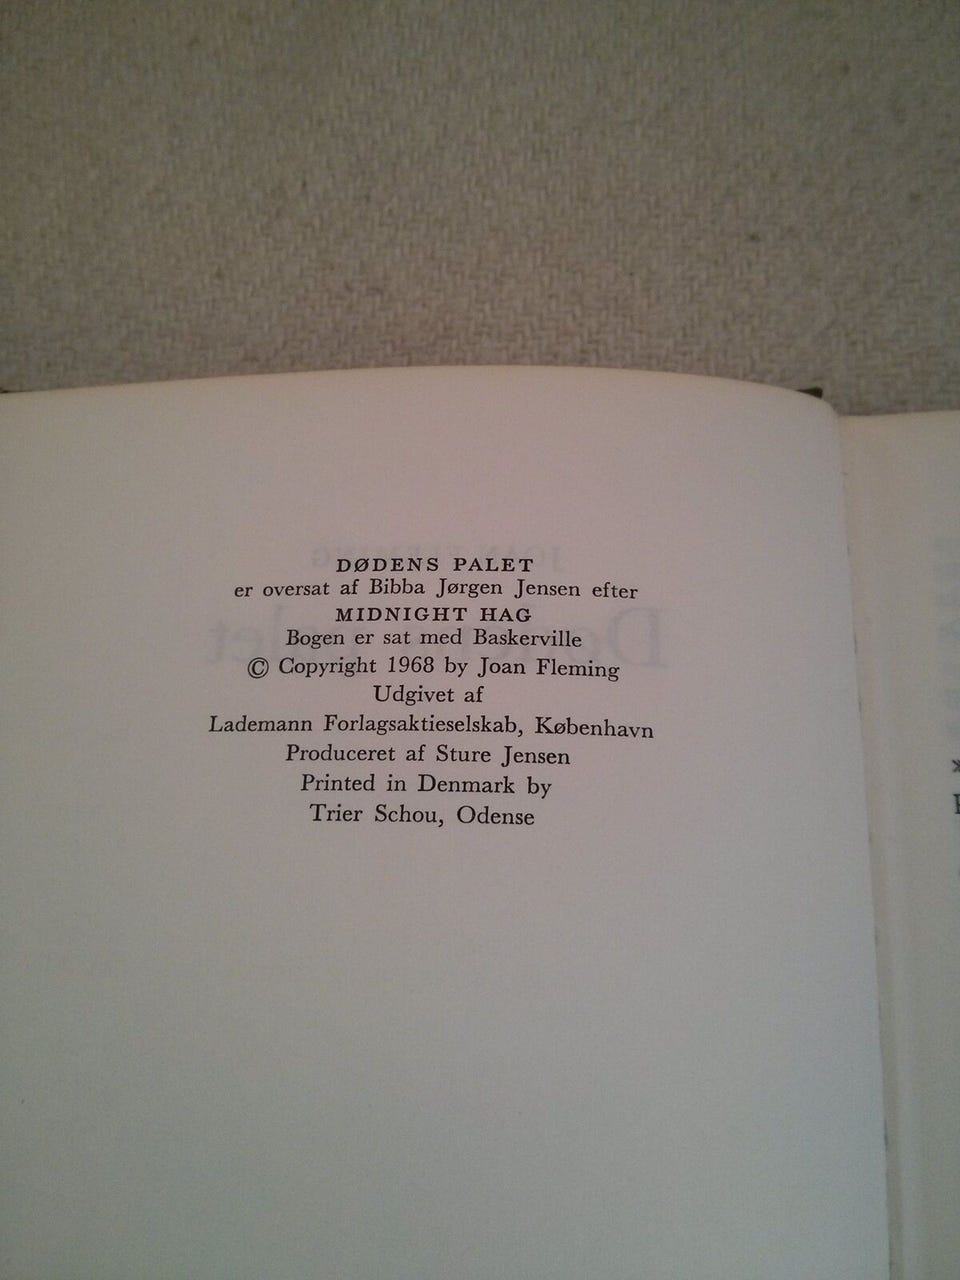 DØDENS PALET
er oversat af Bibba Jørgen Jensen efter
MIDNIGHT HAG
Bogen er sat med Baskerville
© Copyright 1968 by Joan Fleming
Udgivet af
Lademann Forlagsaktieselskab, København
Produceret af Sture Jensen
Printed in Denmark by
Trier Schou, Odense